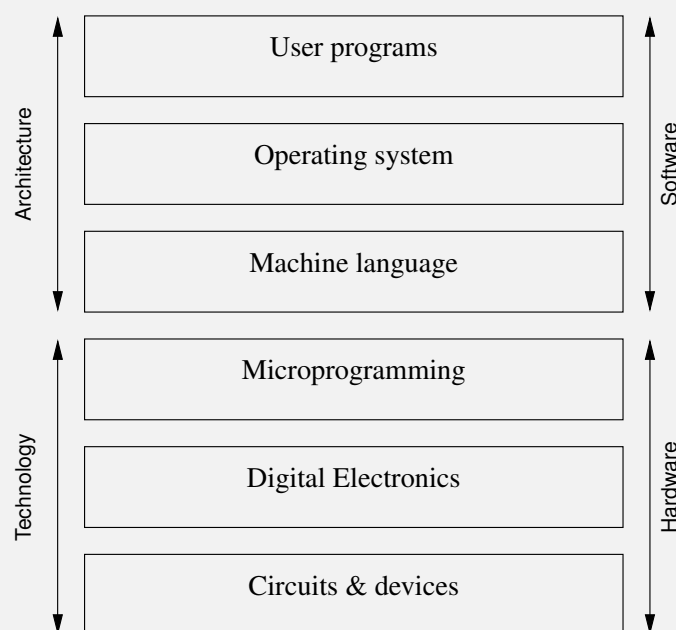 User programs
Architecture
Operating system
Software
Machine language
Microprogramming
Technology
Digital Electronics
Hardware
Circuits & devices